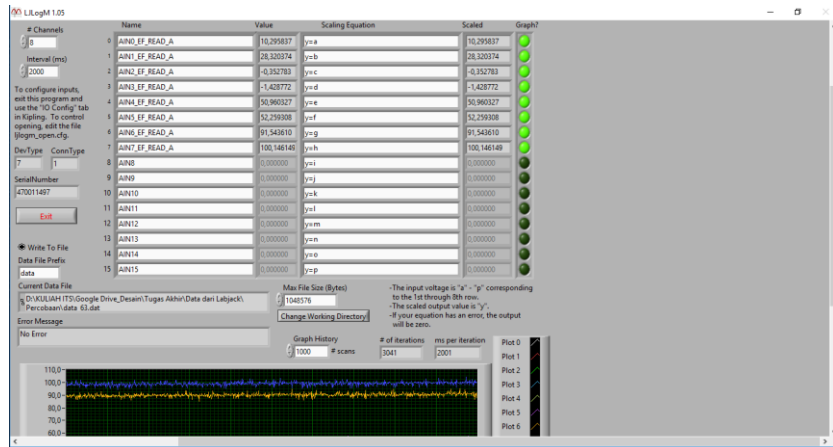 LJLogM 1.05
# Channels
8
Interval (ms)
2000
To configure inputs,
exit this program and
use the "IO Config" tab
in Kipling. To control
opening, edit the file
ljlogm_open.cfg.
DevType ConnType
7 1
SerialNumber
470011497
Exit
Write To File
Data File Prefix
data
Name Value Scaling Equation Scaled Graph?
0 AIN0_EF_READ_A 10,295837 y=a 10,295837
1 AIN1_EF_READ_A 28,320374 y=b 28,320374
2 AIN2_EF_READ_A -0,352783 y=c -0,352783
3 AIN3_EF_READ_A -1,428772 y=d -1,428772
4 AIN4_EF_READ_A 50,960327 y=e 50,960327
5 AIN5_EF_READ_A 52,259308 y=f 52,259308
6 AIN6_EF_READ_A 91,543610 y=g 91,543610
7 AIN7_EF_READ_A 100,146149 y=h 100,146149
8 AIN8 0,000000 y=i 0,000000
9 AIN9 0,000000 y=j 0,000000
10 AIN10 0,000000 y=k 0,000000
11 AIN11 0,000000 y=l 0,000000
12 AIN12 0,000000 y=m 0,000000
13 AIN13 0,000000 y=n 0,000000
14 AIN14 0,000000 y=o 0,000000
15 AIN15 0,000000 y=p 0,000000
Current Data File
D:\KULIAH ITS\Google Drive_Desain\Tugas Akhir\Data dari Labjack\
Percobaan\data_63.dat
Error Message
No Error
Max File Size (Bytes)
1048576
Change Working Directory
-The input voltage is "a" - "p" corresponding
to the 1st through 8th row.
-The scaled output value is "y".
-If your equation has an error, the output
will be zero.
Graph History
1000 # scans
# of iterations
3041
ms per iteration
2001
110,0
100,0
90,0
80,0
70,0
60,0
Plot 0
Plot 1
Plot 2
Plot 3
Plot 4
Plot 5
Plot 6